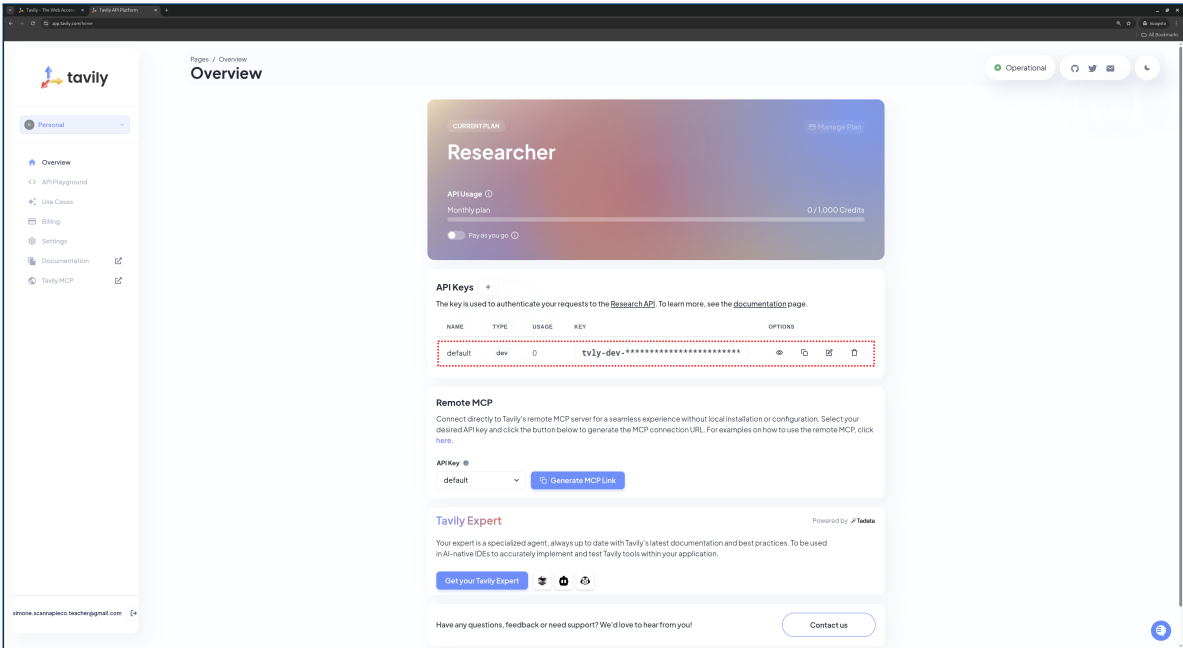 Tavily - The Web Access
Tavily API Platform
app.tavily.com/home
Incognito
All Bookmarks
tavily
Personal
Overview
API Playground
Use Cases
Billing
Settings
Documentation
Tavily MCP
simone.scannapieco.teacher@gmail.com
Pages / Overview
Overview
Operational
CURRENT PLAN
Manage Plan
Researcher
API Usage
Monthly plan 0/1,000 Credits
Pay as you go
API Keys +
The key is used to authenticate your requests to the Research API. To learn more, see the documentation page.
NAME TYPE USAGE KEY OPTIONS
default dev 0 tvly-dev-************************
Remote MCP
Connect directly to Tavily's remote MCP server for a seamless experience without local installation or configuration. Select your
desired API key and click the button below to generate the MCP connection URL. For examples on how to use the remote MCP, click
here.
API Key
default Generate MCP Link
Tavily Expert Powered by Tadata
Your expert is a specialized agent, always up to date with Tavily's latest documentation and best practices. To be used
in AI-native IDEs to accurately implement and test Tavily tools within your application.
Get your Tavily Expert
Have any questions, feedback or need support? We'd love to hear from you! Contact us